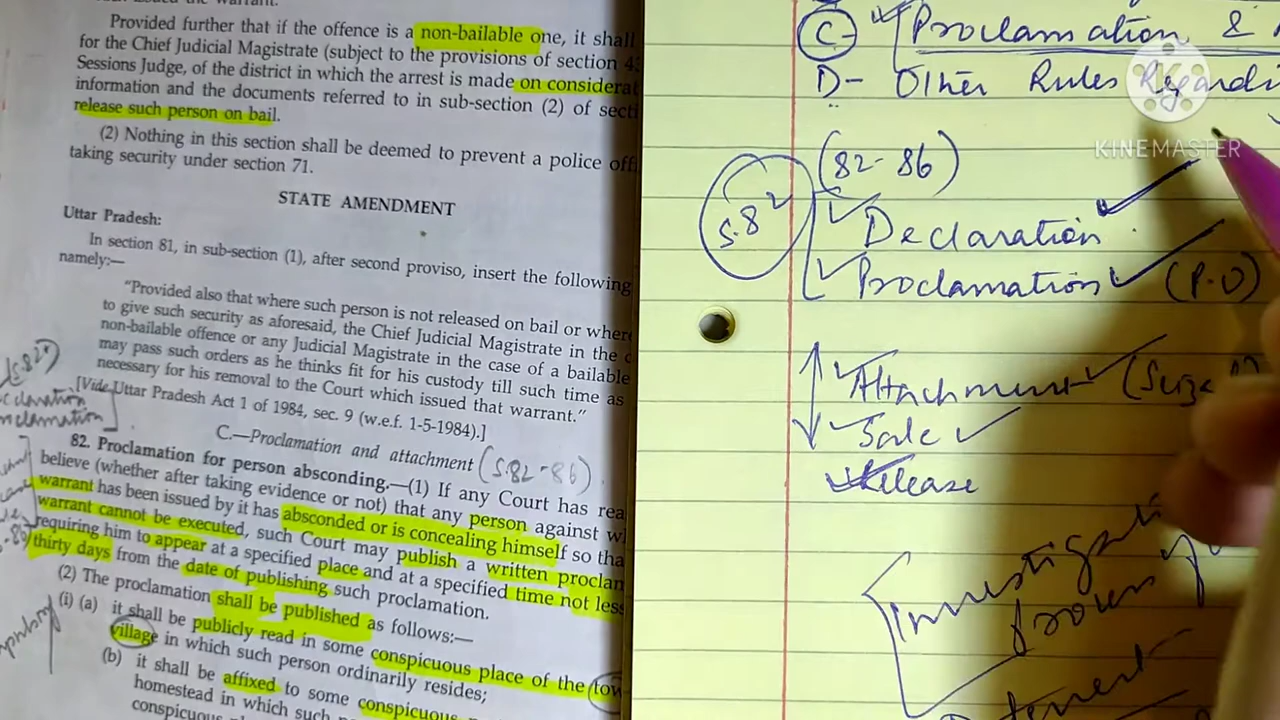 Provided further that if the offence is a non-bailable one, it shall
for the Chief Judicial Magistrate (subject to the provisions of section 4
Sessions Judge, of the district in which the arrest is made on considerat
information and the documents referred to in sub-section (2) of sect
release such person on bail.
(2) Nothing in this section shall be deemed to prevent a police off
taking security under section 71.
STATE AMENDMENT
Uttar Pradesh:
In section 81, in sub-section (1), after second proviso, insert the following
namely:—
"Provided also that where such person is not released on bail or where
to give such security as aforesaid, the Chief Judicial Magistrate in the
non-bailable offence or any Judicial Magistrate in the case of a bailable
may pass such orders as he thinks fit for his custody till such time as
necessary for his removal to the Court which issued that warrant."
[Vide Uttar Pradesh Act 1 of 1984, sec. 9 (w.e.f. 1-5-1984).]
C.—Proclamation and attachment (S.82-86).
82. Proclamation for person absconding.—(1) If any Court has rea
believe (whether after taking evidence or not) that any person against w
warrant has been issued by it has absconded or is concealing himself so tha
warrant cannot be executed, such Court may publish a written proclam
requiring him to appear at a specified place and at a specified time not less
thirty days from the date of publishing such proclamation.
(2) The proclamation shall be published as follows:—
(i) (a) it shall be publicly read in some conspicuous place of the tow
village in which such person ordinarily resides;
(b) it shall be affixed to some conspicuous
homestead in which such
conspicuous
C- Proclamation &
D- Other Rules Regardi
KINEMASTER
(82-86)
S.82
Declaration
Proclamation (P.O)
Attachment (Seiz
Sale
Release
Investigati